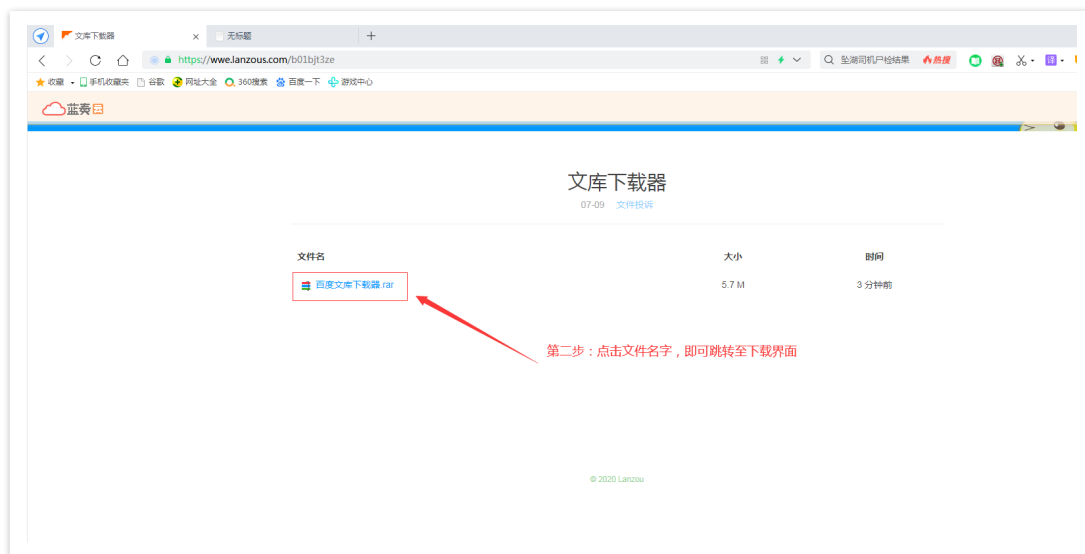 文库下载器 × 无标题 +
https://wwe.lanzous.com/b01bjt3ze 坠湖司机尸检结果 热搜 译
收藏 手机收藏夹 谷歌 网址大全 360搜索 百度一下 游戏中心
蓝奏云
文库下载器
07-09 文件投诉
文件名 大小 时间
百度文库下载器.rar 5.7 M 3 分钟前
第二步：点击文件名字，即可跳转至下载界面
© 2020 Lanzou